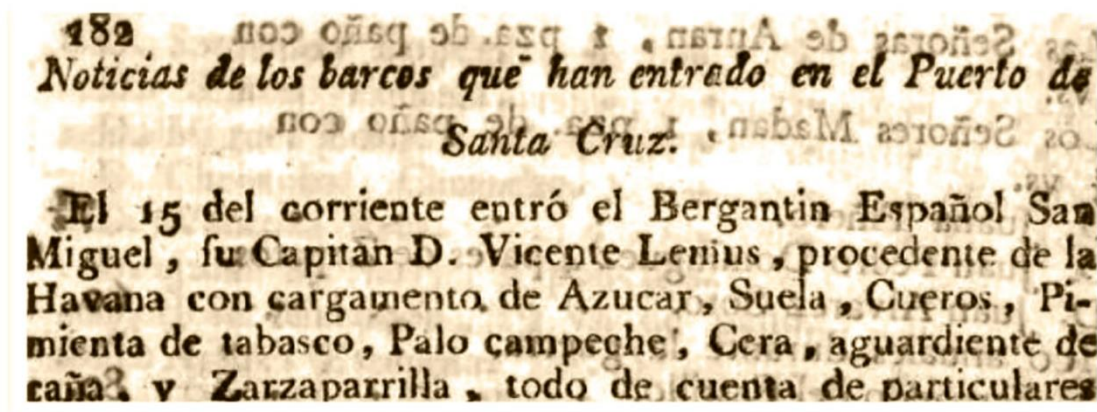 182
Noticias de los barcos que han entrado en el Puerto de
Santa Cruz.
El 15 del corriente entró el Bergantin Español San
Miguel, ſu Capitán D. Vicente Lenius, procedente de la
Havana con cargamento de Azucar, Suela, Cueros, Pi-
mienta de tabasco, Palo campeche, Cera, aguardiente de
caña, y Zarzaparrilla, todo de cuenta de particulares